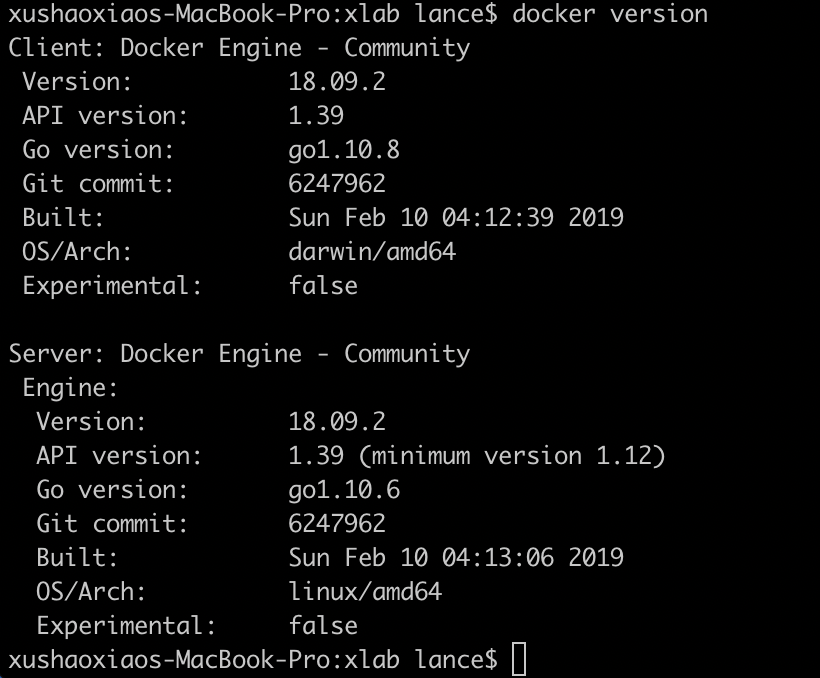 xushaoxiaos-MacBook-Pro:xlab lance$ docker version
Client: Docker Engine - Community
 Version:           18.09.2
 API version:       1.39
 Go version:        go1.10.8
 Git commit:        6247962
 Built:             Sun Feb 10 04:12:39 2019
 OS/Arch:           darwin/amd64
 Experimental:      false

Server: Docker Engine - Community
 Engine:
  Version:          18.09.2
  API version:      1.39 (minimum version 1.12)
  Go version:       go1.10.6
  Git commit:       6247962
  Built:            Sun Feb 10 04:13:06 2019
  OS/Arch:          linux/amd64
  Experimental:     false
xushaoxiaos-MacBook-Pro:xlab lance$